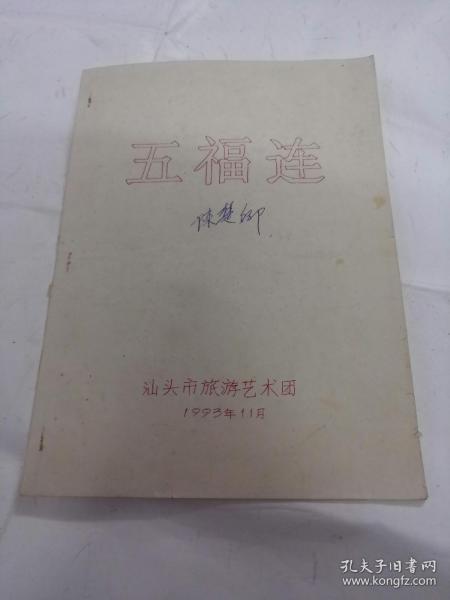 五福连
陈楚卿
汕头市旅游艺术团
1993年11月
孔夫子旧书网
www.kongfz.com